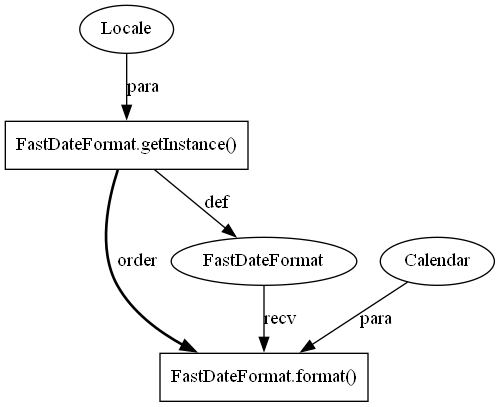 Locale
para
FastDateFormat.getInstance()
def
order
FastDateFormat
Calendar
recv
para
FastDateFormat.format()